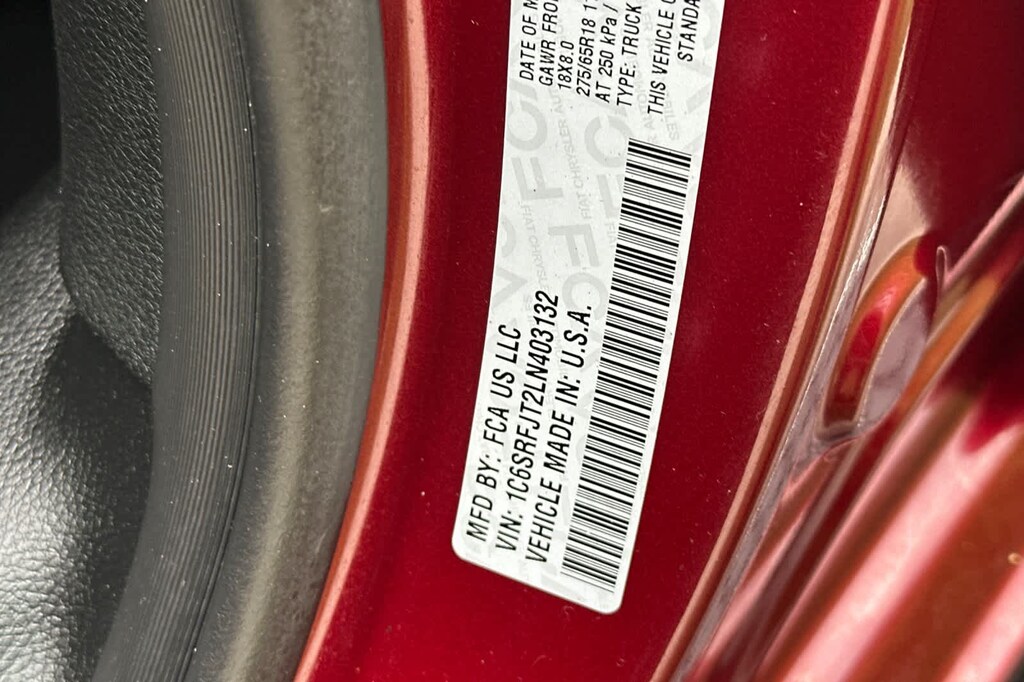 MFD BY: FCA US LLC
VIN: 1C6SRFJT2LN403132
VEHICLE MADE IN: U.S.A.
DATE OF M
GAWR FRO
18X8.0
275/65R18 1
AT 250 kPa /
TYPE: TRUCK
THIS VEHICLE
STANDA